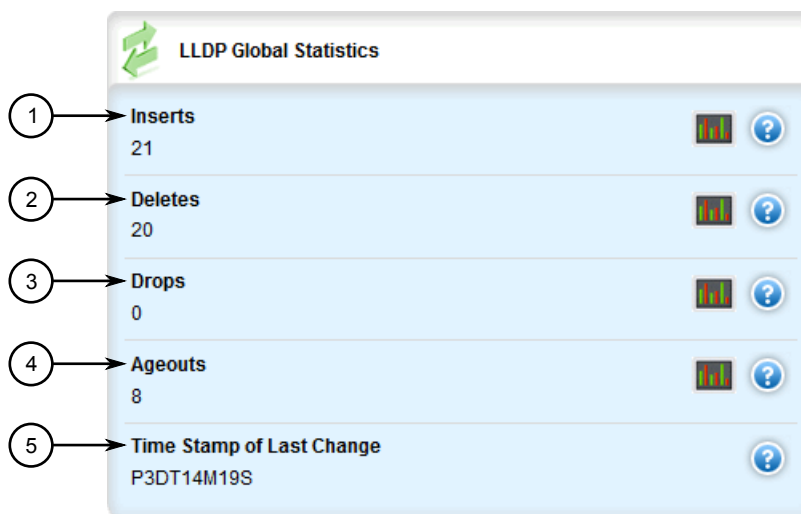 LLDP Global Statistics
1
Inserts
21
2
Deletes
20
3
Drops
0
4
Ageouts
8
5
Time Stamp of Last Change
P3DT14M19S